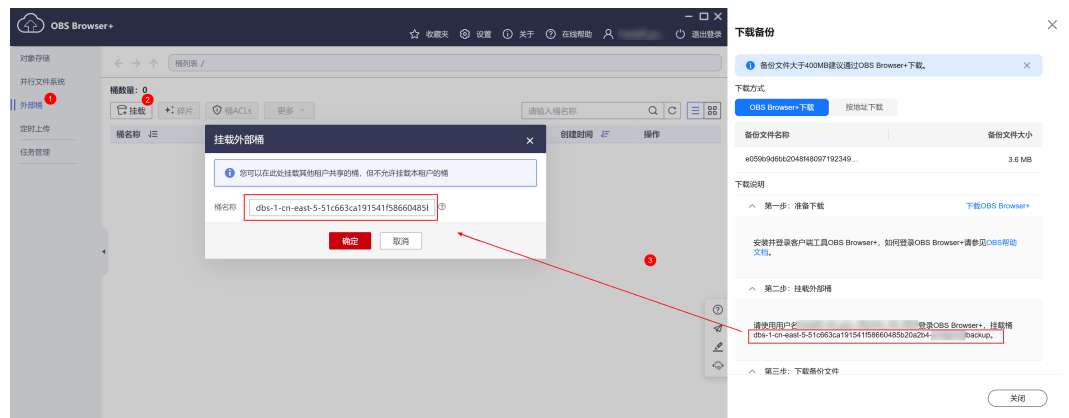 OBS Browser+
收藏夹 设置 关于 在线帮助 退出登录
对象存储
并行文件系统
外部桶 1
定时上传
任务管理
桶列表 /
桶数量: 0
2
挂载 碎片 桶ACLs 更多
请输入桶名称
桶名称 创建时间 操作
挂载外部桶
您可以在此处挂载其他租户共享的桶，但不允许挂载本租户的桶
桶名称 dbs-1-cn-east-5-51c663ca191541f58660485b
确定 取消
3
下载备份
备份文件大于400MB建议通过OBS Browser+下载。
下载方式
OBS Browser+下载 按地址下载
备份文件名称 备份文件大小
e059b9d6bb2048f48097192349... 3.6 MB
下载说明
第一步：准备下载 下载OBS Browser+
安装并登录客户端工具OBS Browser+，如何登录OBS Browser+请参见OBS帮助
文档。
第二步：挂载外部桶
请使用用户名 登录OBS Browser+，挂载桶
dbs-1-cn-east-5-51c663ca191541f58660485b20a2b4- backup。
第三步：下载备份文件
关闭